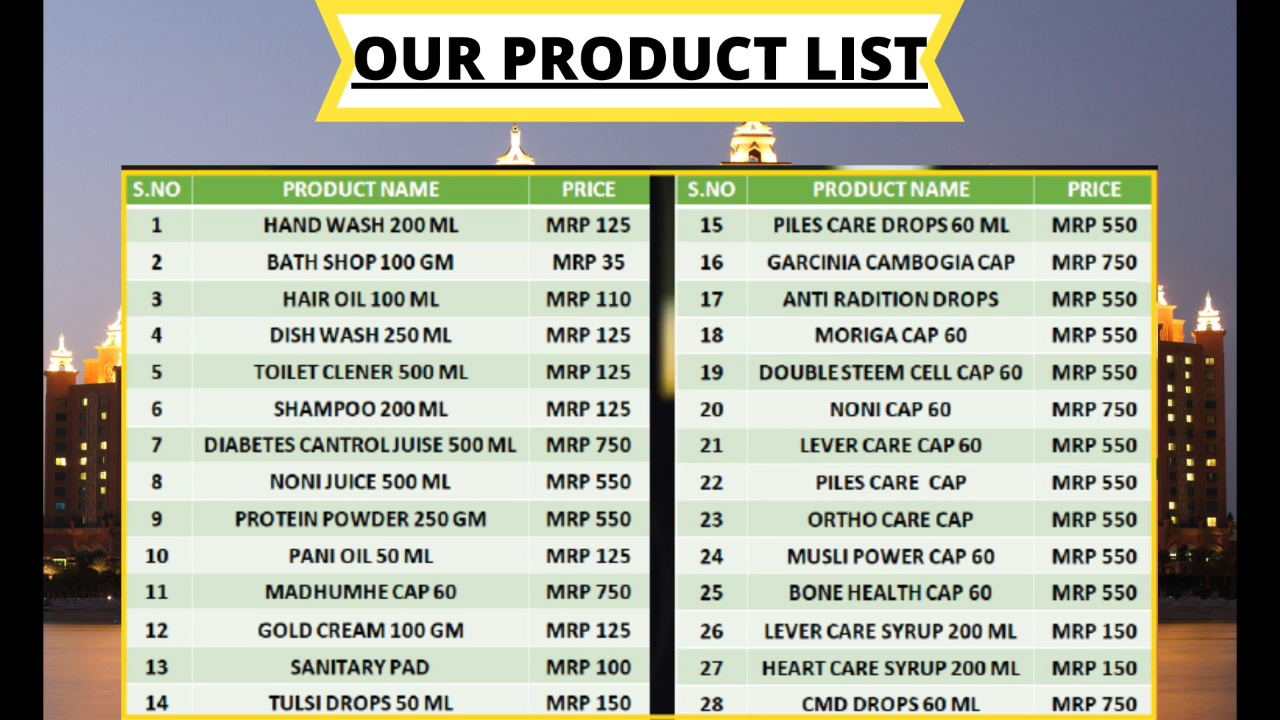 OUR PRODUCT LIST
S.NO PRODUCT NAME PRICE
1 HAND WASH 200 ML MRP 125
2 BATH SHOP 100 GM MRP 35
3 HAIR OIL 100 ML MRP 110
4 DISH WASH 250 ML MRP 125
5 TOILET CLENER 500 ML MRP 125
6 SHAMPOO 200 ML MRP 125
7 DIABETES CANTROL JUISE 500 ML MRP 750
8 NONI JUICE 500 ML MRP 550
9 PROTEIN POWDER 250 GM MRP 550
10 PANI OIL 50 ML MRP 125
11 MADHUMHE CAP 60 MRP 750
12 GOLD CREAM 100 GM MRP 125
13 SANITARY PAD MRP 100
14 TULSI DROPS 50 ML MRP 150
S.NO PRODUCT NAME PRICE
15 PILES CARE DROPS 60 ML MRP 550
16 GARCINIA CAMBOGIA CAP MRP 750
17 ANTI RADITION DROPS MRP 550
18 MORIGA CAP 60 MRP 550
19 DOUBLE STEEM CELL CAP 60 MRP 550
20 NONI CAP 60 MRP 750
21 LEVER CARE CAP 60 MRP 550
22 PILES CARE CAP MRP 550
23 ORTHO CARE CAP MRP 550
24 MUSLI POWER CAP 60 MRP 550
25 BONE HEALTH CAP 60 MRP 550
26 LEVER CARE SYRUP 200 ML MRP 150
27 HEART CARE SYRUP 200 ML MRP 150
28 CMD DROPS 60 ML MRP 750